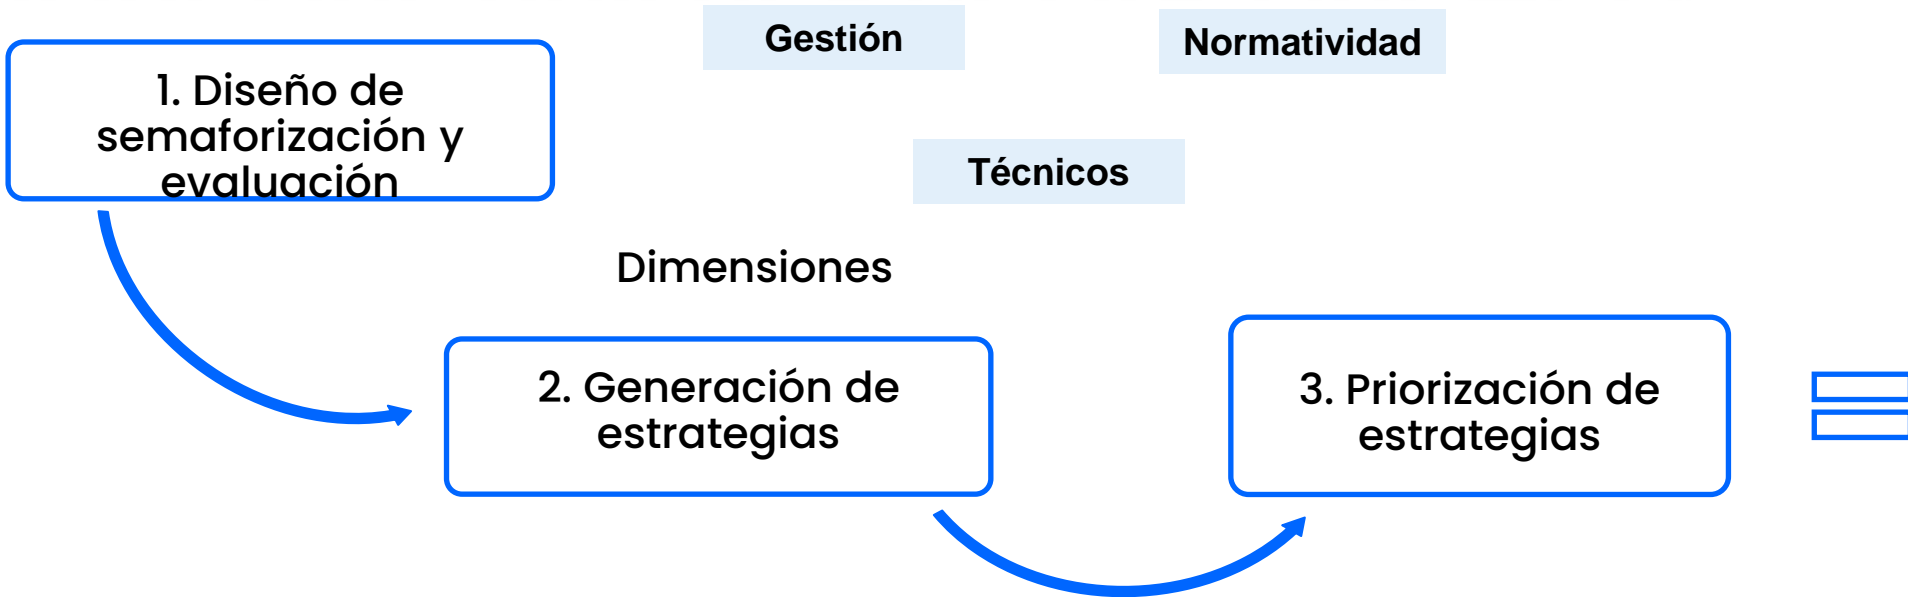 Gestión
Normatividad
1. Diseño de
semaforización y
evaluación
Técnicos
Dimensiones
2. Generación de
estrategias
3. Priorización de
estrategias